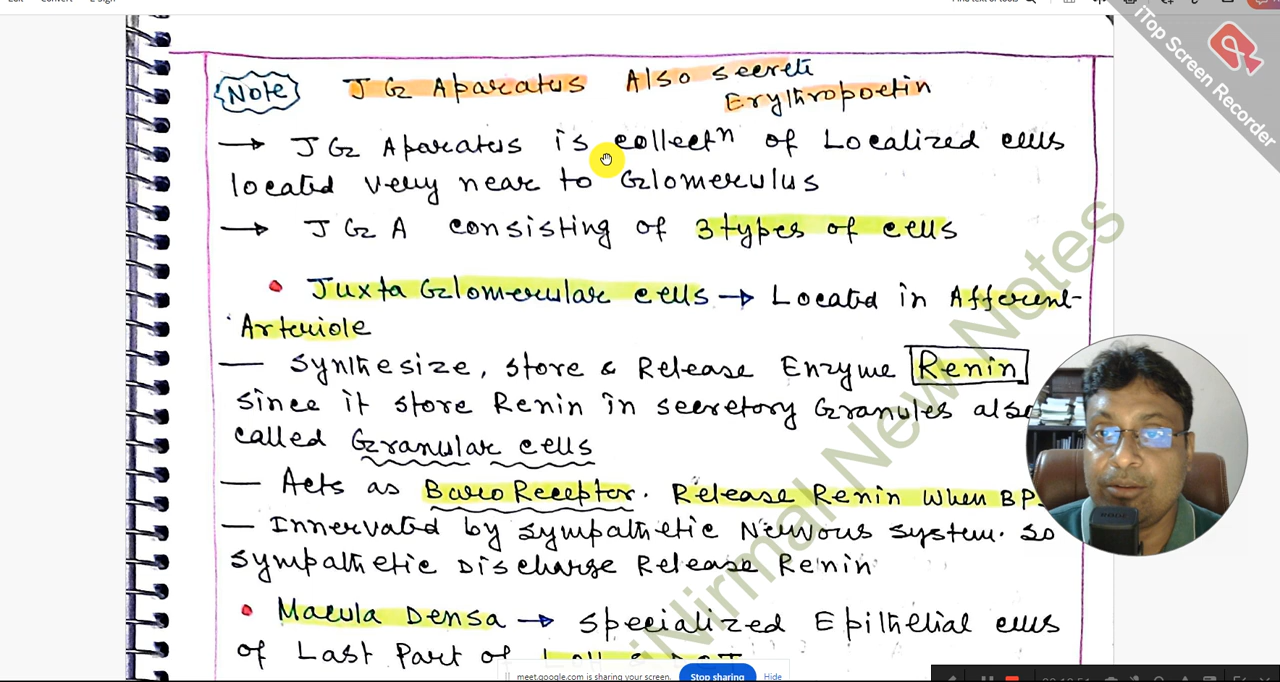 Note JG Aparatus Also secrete
Erythropoetin
→ JG Aparatus is collectn of Localized cells
located very near to Glomerulus
→ JGA consisting of 3 types of cells
• Juxta Glomerular cells → Located in Afferent-
Arteriole
— Synthesize, store & Release Enzyme Renin
since it store Renin in secretory Granules also
called Granular cells
— Acts as Baro Receptor. Release Renin when BP
— Innervated by sympathetic Nervous system. so
sympathetic Discharge Release Renin
• Macula Densa → specialized Epithelial cells
of Last Part of
Nirmal New Notes
iTop Screen Recorder
meet.google.com is sharing your screen.
Stop sharing
Hide